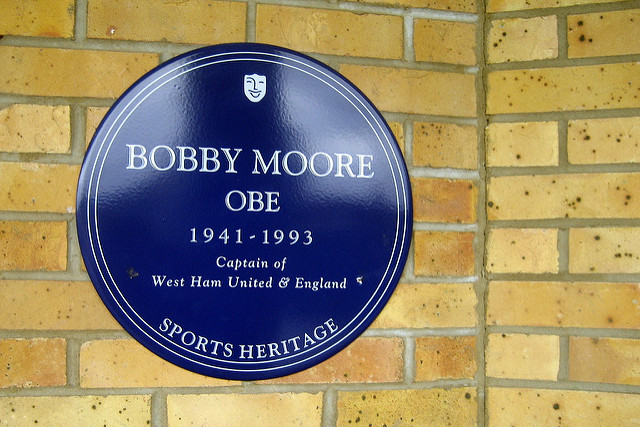 BOBBY MOORE
OBE
1941-1993
Captain of
West Ham United & England
SPORTS HERITAGE